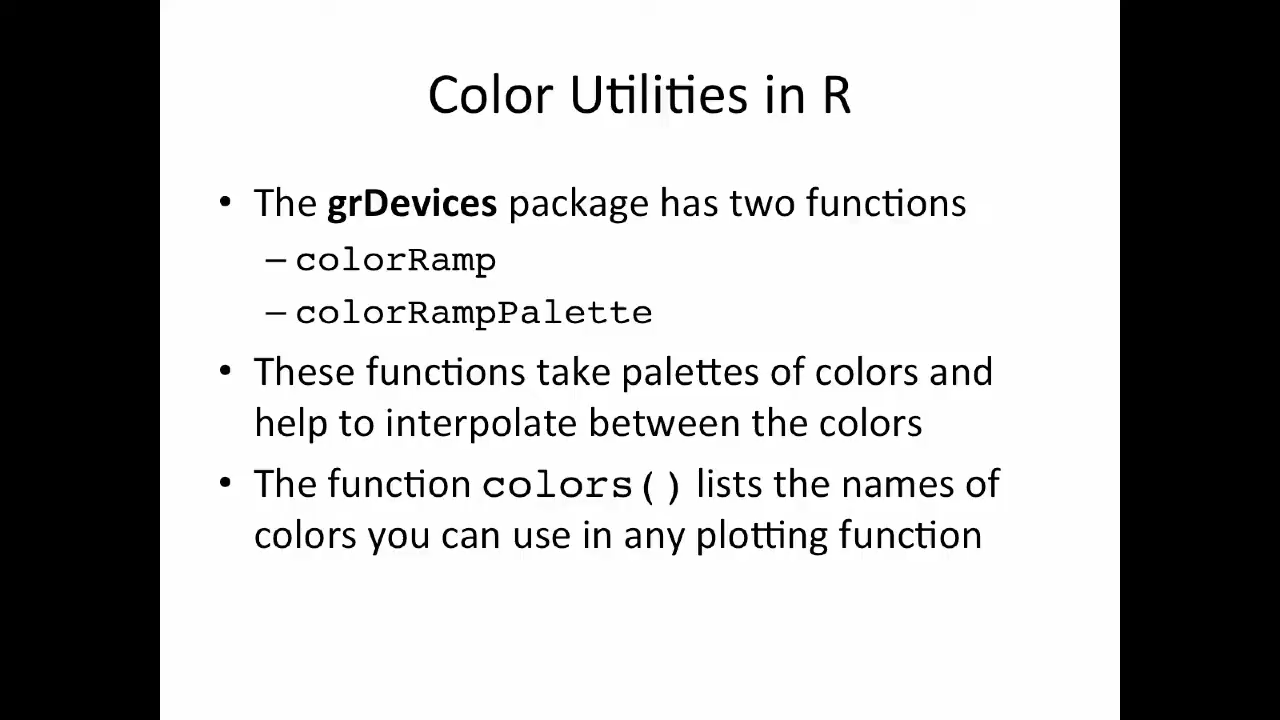 Color Utilities in R
• The grDevices package has two functions
– colorRamp
– colorRampPalette
• These functions take palettes of colors and
help to interpolate between the colors
• The function colors() lists the names of
colors you can use in any plotting function